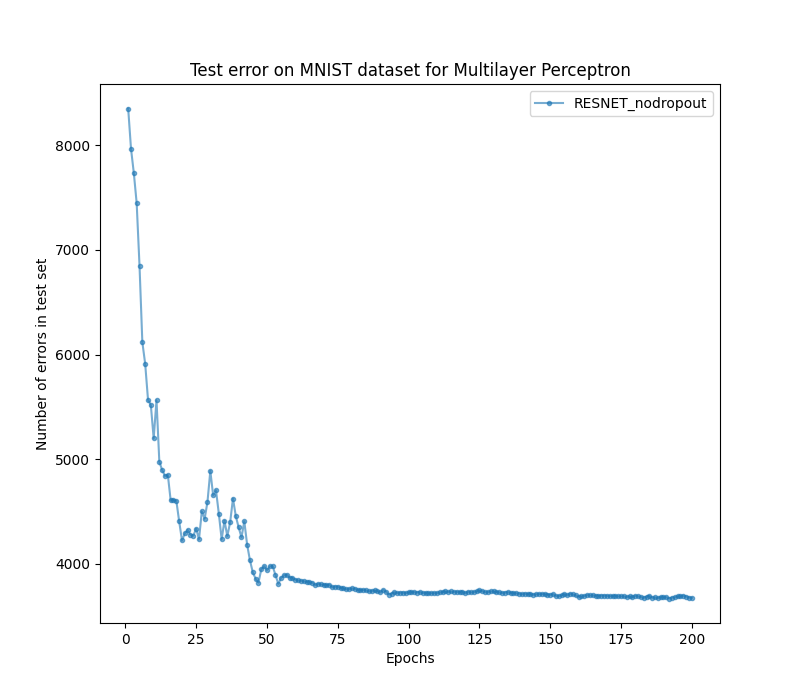 Test error on MNIST dataset for Multilayer Perceptron
RESNET_nodropout
8000
7000
6000
5000
4000
Number of errors in test set
0 25 50 75 100 125 150 175 200
Epochs